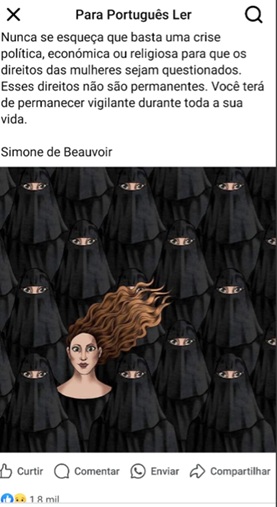 Para Português Ler
Nunca se esqueça que basta uma crise
política, económica ou religiosa para que os
direitos das mulheres sejam questionados.
Esses direitos não são permanentes. Você terá
de permanecer vigilante durante toda a sua
vida.
Simone de Beauvoir
Curtir Comentar Enviar Compartilhar
1,8 mil